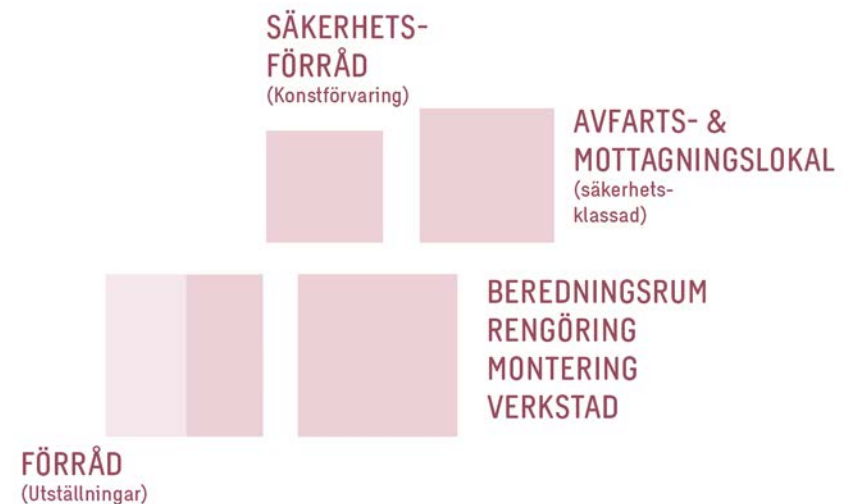 SÄKERHETS-
FÖRRÅD
(Konstförvaring)
AVFARTS- &
MOTTAGNINGSLOKAL
(säkerhets-
klassad)
BEREDNINGSRUM
RENGÖRING
MONTERING
VERKSTAD
FÖRRÅD
(Utställningar)